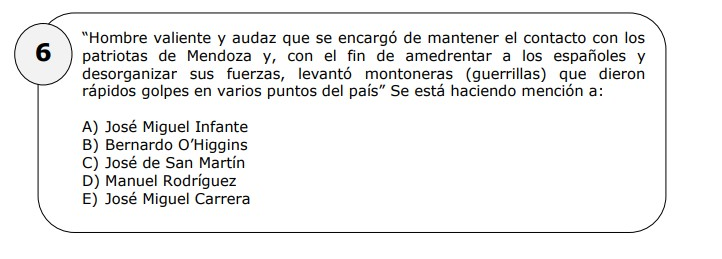 6
“Hombre valiente y audaz que se encargó de mantener el contacto con los
patriotas de Mendoza y, con el fin de amedrentar a los españoles y
desorganizar sus fuerzas, levantó montoneras (guerrillas) que dieron
rápidos golpes en varios puntos del país” Se está haciendo mención a:
A) José Miguel Infante
B) Bernardo O’Higgins
C) José de San Martín
D) Manuel Rodríguez
E) José Miguel Carrera